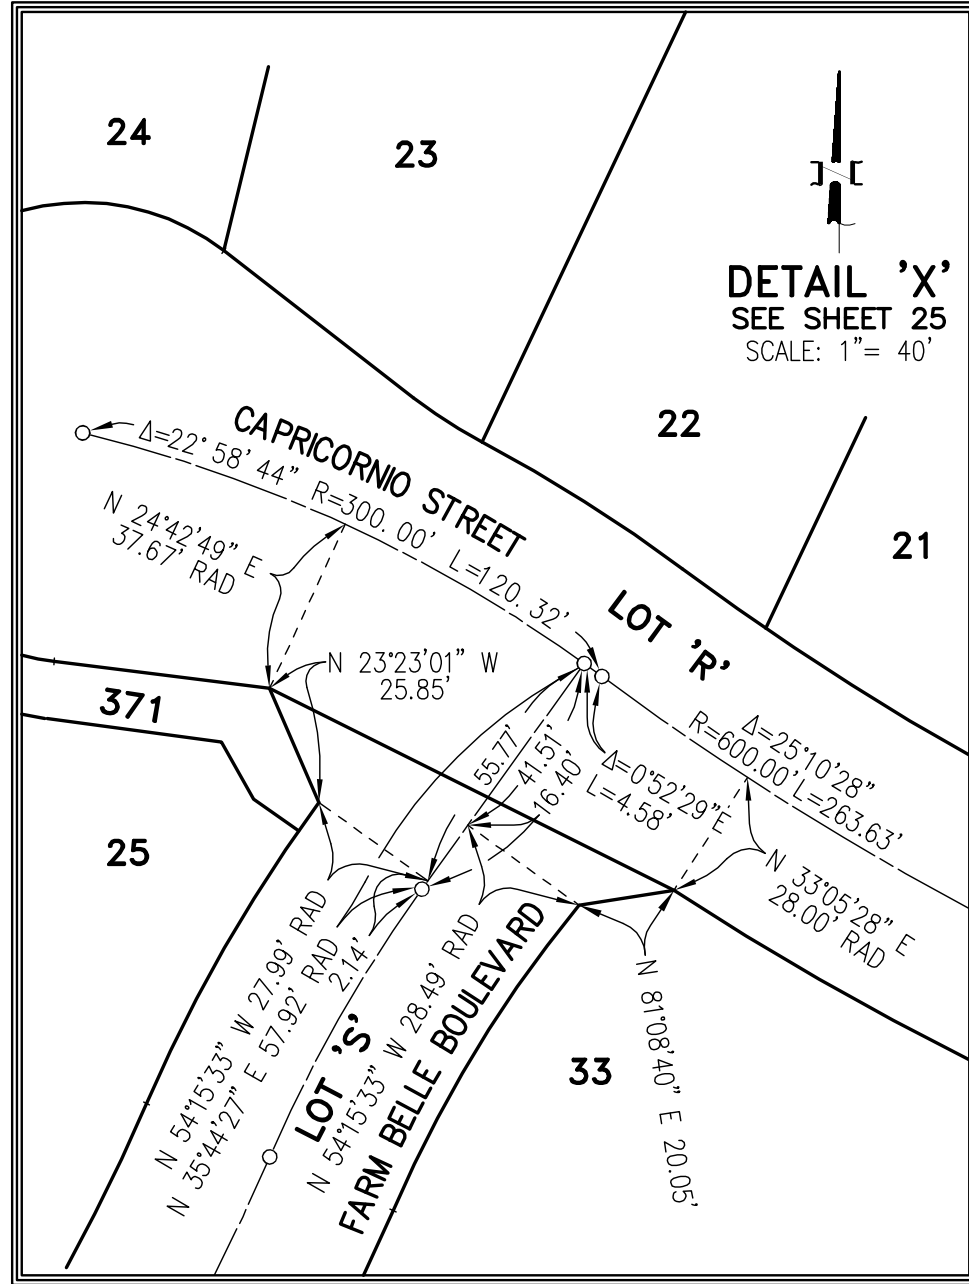 24
23
DETAIL 'X'
SEE SHEET 25
SCALE: 1"= 40'
22
21
CAPRICORNIO STREET
Δ=22°58'44" R=300.00' L=120.32'
N 24°42'49" E
37.67' RAD
LOT 'R'
N 23°23'01" W
25.85'
371
Δ=25°10'28"
R=600.00' L=263.63'
55.77'
41.51'
16.40'
Δ=0°52'29"E
L=4.58'
25
N 33°05'28" E
28.00' RAD
N 54°15'33" W 27.99' RAD
N 35°44'27" E 57.92' RAD
2.14'
LOT 'S'
N 54°15'33" W 28.49' RAD
FARM BELLE BOULEVARD
33
N 81°08'40" E 20.05'